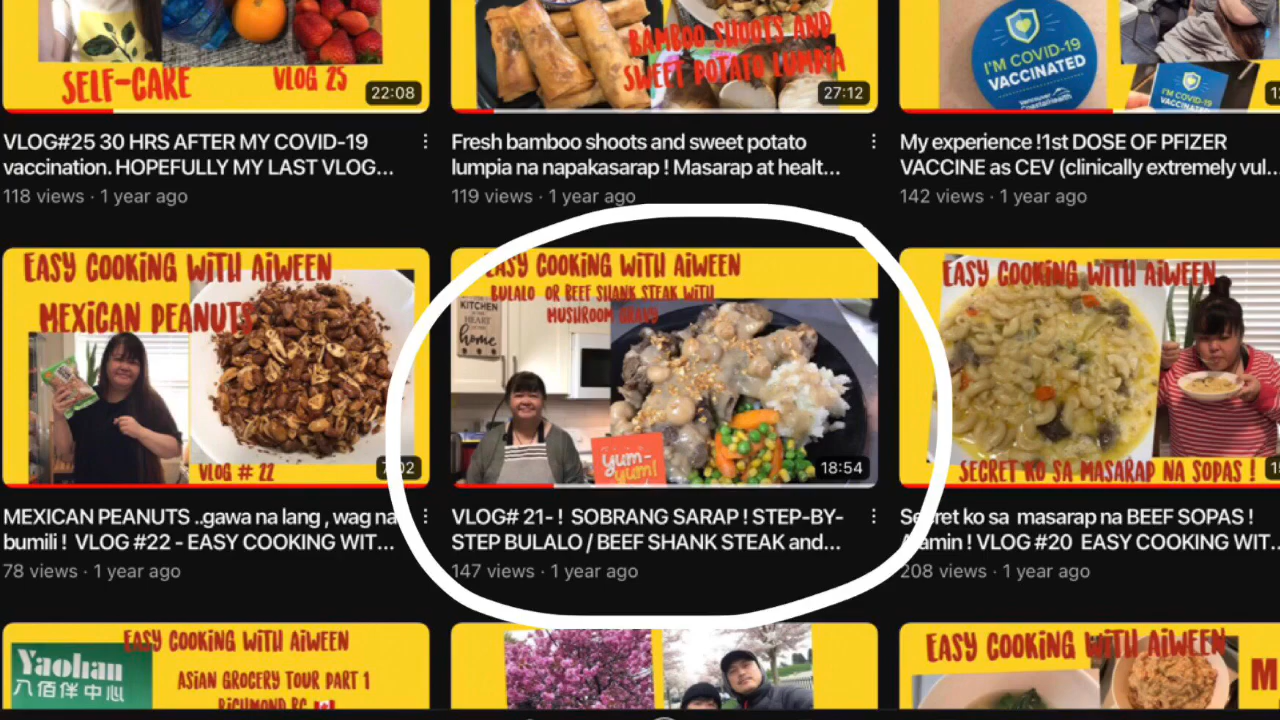 SELF-CARE
VLOG 25
22:08
VLOG#25 30 HRS AFTER MY COVID-19
vaccination. HOPEFULLY MY LAST VLOG...
118 views · 1 year ago
BAMBOO SHOOTS AND
SWEET POTATO LUMPIA
27:12
Fresh bamboo shoots and sweet potato
lumpia na napakasarap ! Masarap at healt...
119 views · 1 year ago
I'M COVID-19
VACCINATED
Vancouver
CoastalHealth
I'M COVID-19
VACCINATED
My experience !1st DOSE OF PFIZER
VACCINE as CEV (clinically extremely vul...
142 views · 1 year ago
EASY COOKING WITH AiWEEN
MEXICAN PEANUTS
VLOG # 22
MEXICAN PEANUTS ..gawa na lang , wag na
bumili ! VLOG #22 - EASY COOKING WIT...
78 views · 1 year ago
EASY COOKING WITH AiWEEN
BULALO OR BEEF SHANK STEAK WITH
MUSHROOM GRAVY
KITCHEN
home
yum-
yum!
18:54
VLOG# 21- ! SOBRANG SARAP ! STEP-BY-
STEP BULALO / BEEF SHANK STEAK and...
147 views · 1 year ago
EASY COOKING WITH AiWEEN
SECRET KO SA MASARAP NA SOPAS !
Secret ko sa masarap na BEEF SOPAS !
Alamin ! VLOG #20 EASY COOKING WIT...
208 views · 1 year ago
EASY COOKING WITH AiWEEN
Yaohan
八佰伴中心
ASIAN GROCERY TOUR PART 1
RICHMOND BC
EASY COOKING WITH AiWEEN
M